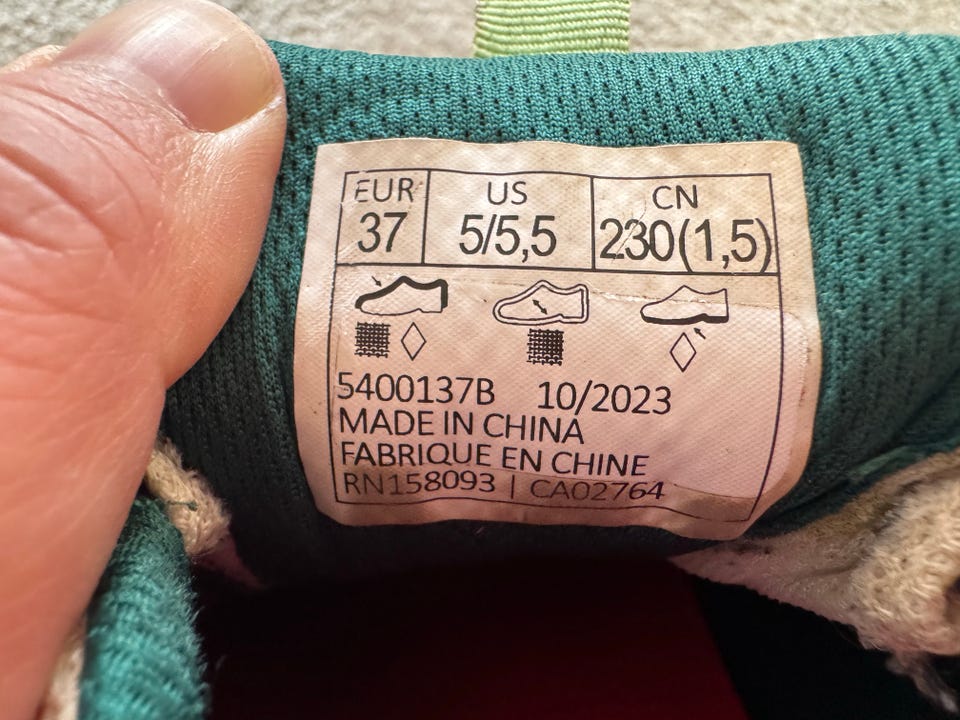 EUR US CN
37 5/5,5 230(1,5)
5400137B 10/2023
MADE IN CHINA
FABRIQUE EN CHINE
RN158093 | CA02764